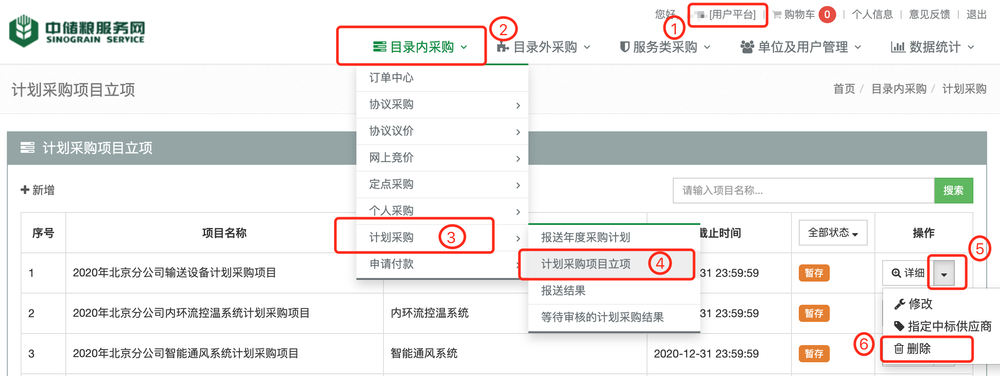 您好, [用户平台] | 购物车 0 | 个人信息 | 意见反馈 | 退出
中储粮服务网
SINOGRAIN SERVICE
① ②
目录内采购 目录外采购 服务类采购 单位及用户管理 数据统计
计划采购项目立项
首页 / 目录内采购 / 计划采购
订单中心
协议采购
协议议价
网上竞价
定点采购
个人采购
计划采购 ③
申请付款
报送年度采购计划
计划采购项目立项 ④
报送结果
等待审核的计划采购结果
计划采购项目立项
新增
请输入项目名称... 搜索
序号 项目名称 截止时间 全部状态 操作
⑤
1 2020年北京分公司输送设备计划采购项目 31 23:59:59 暂存 详细
2 2020年北京分公司内环流控温系统计划采购项目 内环流控温系统 31 23:59:59 暂存
3 2020年北京分公司智能通风系统计划采购项目 智能通风系统 2020-12-31 23:59:59 暂存
修改
指定中标供应商
⑥ 删除